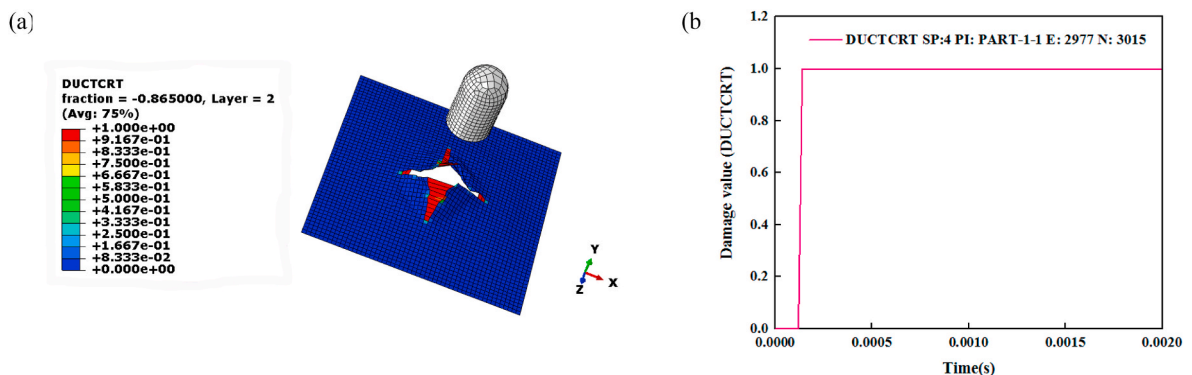 (a)
DUCTCRT
fraction = -0.865000, Layer = 2
(Avg: 75%)
+1.000e+00
+9.167e-01
+8.333e-01
+7.500e-01
+6.667e-01
+5.833e-01
+5.000e-01
+4.167e-01
+3.333e-01
+2.500e-01
+1.667e-01
+8.333e-02
+0.000e+00
Y
X
Z
(b)
DUCTCRT SP:4 PI: PART-1-1 E: 2977 N: 3015
Damage value (DUCTCRT)
1.2
1.0
0.8
0.6
0.4
0.2
0.0
0.0000
0.0005
0.0010
0.0015
0.0020
Time(s)